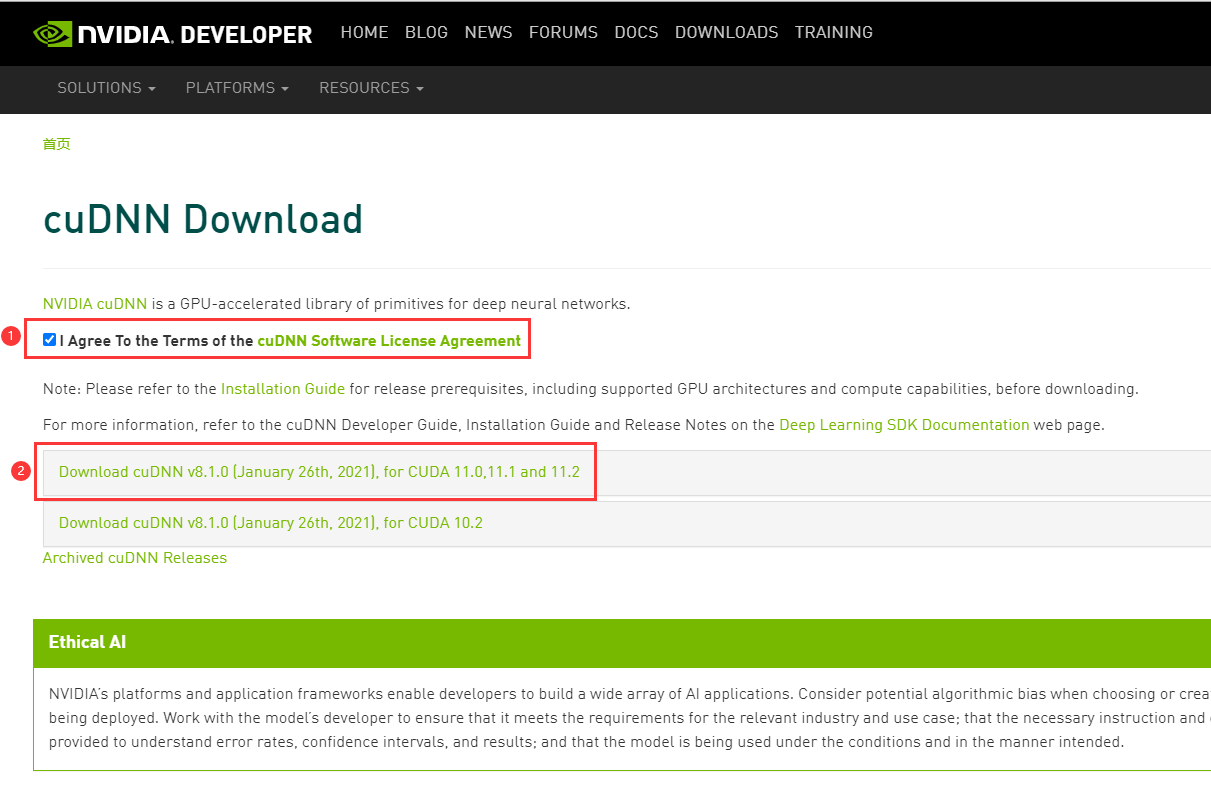 NVIDIA. DEVELOPER HOME BLOG NEWS FORUMS DOCS DOWNLOADS TRAINING
SOLUTIONS PLATFORMS RESOURCES
首页
cuDNN Download
NVIDIA cuDNN is a GPU-accelerated library of primitives for deep neural networks.
1 I Agree To the Terms of the cuDNN Software License Agreement
Note: Please refer to the Installation Guide for release prerequisites, including supported GPU architectures and compute capabilities, before downloading.
For more information, refer to the cuDNN Developer Guide, Installation Guide and Release Notes on the Deep Learning SDK Documentation web page.
2 Download cuDNN v8.1.0 (January 26th, 2021), for CUDA 11.0,11.1 and 11.2
Download cuDNN v8.1.0 (January 26th, 2021), for CUDA 10.2
Archived cuDNN Releases
Ethical AI
NVIDIA's platforms and application frameworks enable developers to build a wide array of AI applications. Consider potential algorithmic bias when choosing or
being deployed. Work with the model's developer to ensure that it meets the requirements for the relevant industry and use case; that the necessary instruction and
provided to understand error rates, confidence intervals, and results; and that the model is being used under the conditions and in the manner intended.